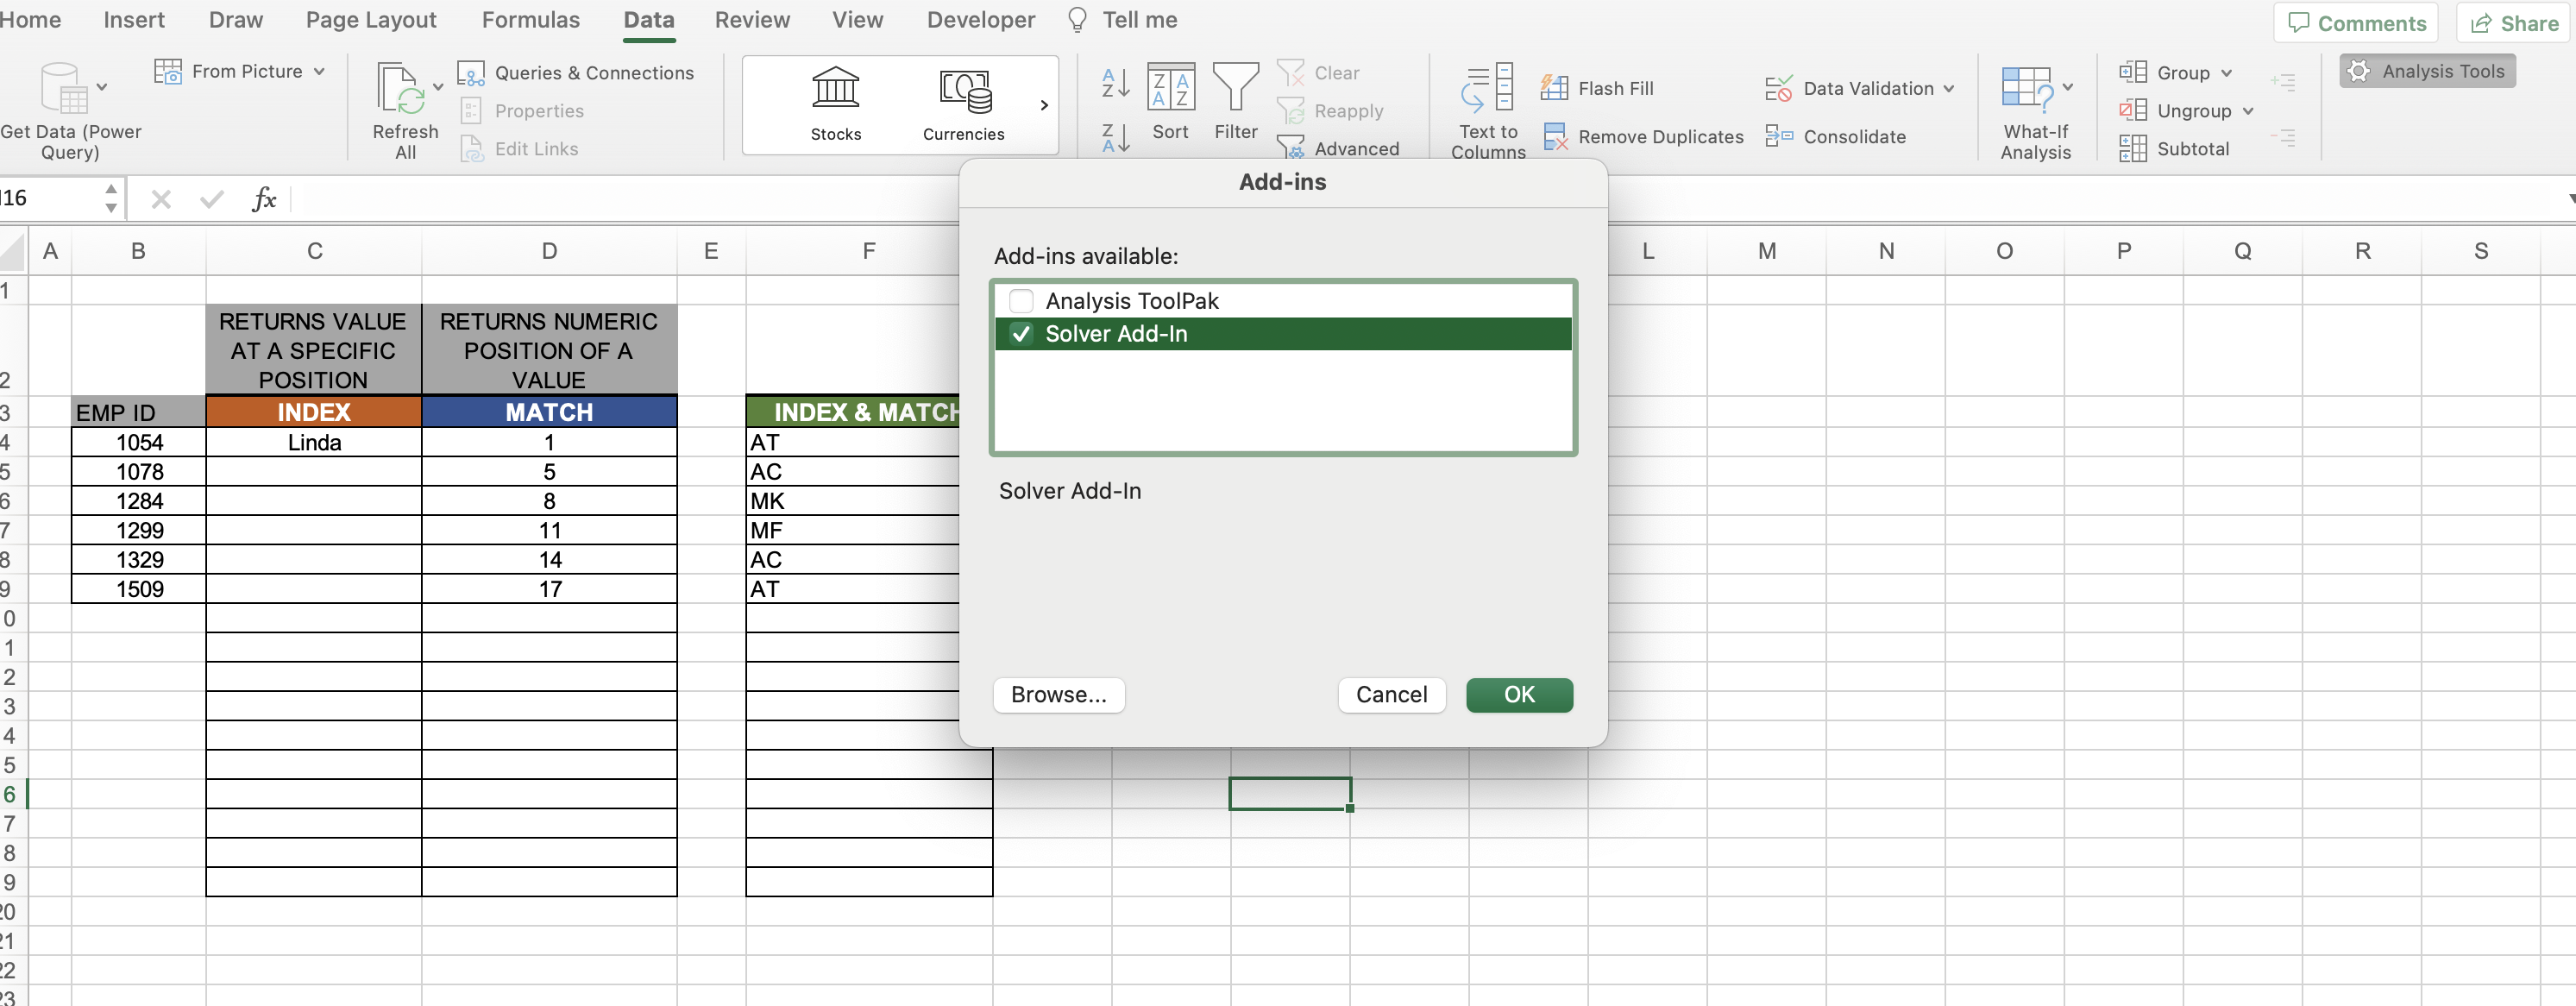 Home Insert Draw Page Layout Formulas Data Review View Developer Tell me Comments Share
Get Data (Power
Query)
From Picture
Refresh
All
Queries & Connections
Properties
Edit Links
Stocks
Currencies
Sort
Filter
Clear
Reapply
Advanced
Text to
Columns
Flash Fill
Remove Duplicates
Data Validation
Consolidate
What-If
Analysis
Group
Ungroup
Subtotal
Analysis Tools
16 fx
A B C D E F L M N O P Q R S
1
2
RETURNS VALUE
AT A SPECIFIC
POSITION
RETURNS NUMERIC
POSITION OF A
VALUE
3 EMP ID INDEX MATCH INDEX & MATCH
4 1054 Linda 1 AT
5 1078 5 AC
6 1284 8 MK
7 1299 11 MF
8 1329 14 AC
9 1509 17 AT
0
1
2
3
4
5
6
7
8
9
20
21
22
23
Add-ins
Add-ins available:
Analysis ToolPak
Solver Add-In
Solver Add-In
Browse...
Cancel
OK